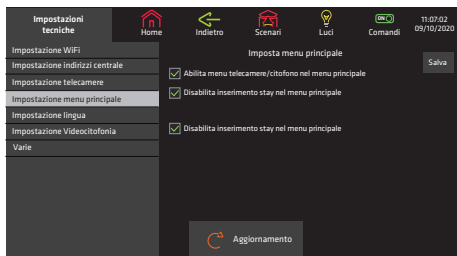 Impostazioni
tecniche
Home
Indietro
Scenari
Luci
ON
Comandi
11:07:02
09/10/2020
Impostazione WiFi
Impostazione indirizzi centrale
Impostazione telecamere
Impostazione menu principale
Impostazione lingua
Impostazione Videocitofonia
Varie
Imposta menu principale
Salva
Abilita menu telecamere/citofono nel menu principale
Disabilita inserimento stay nel menu principale
Disabilita inserimento stay nel menu principale
Aggiornamento